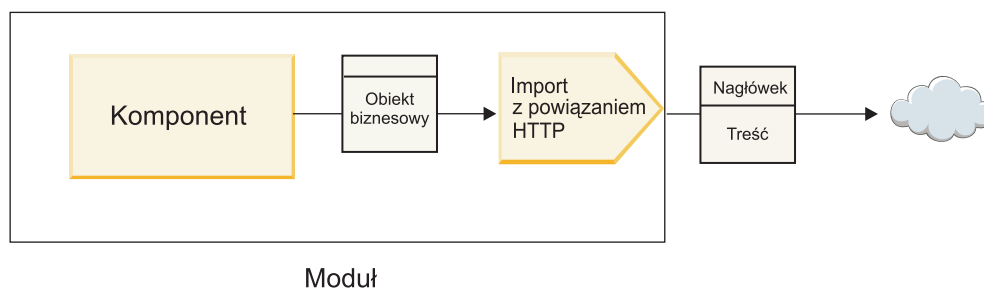 Komponent
Obiekt
biznesowy
Import
z powiązaniem
HTTP
Nagłówek
Treść
Moduł